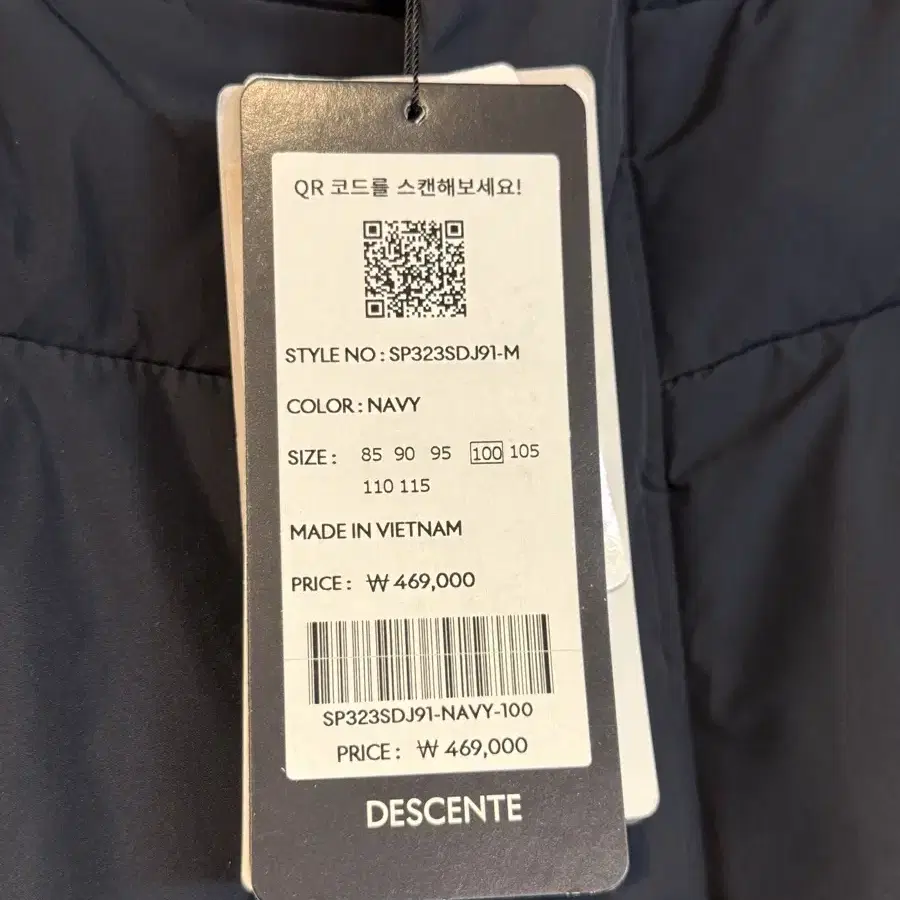 QR 코드를 스캔해보세요!
STYLE NO : SP323SDJ91-M
COLOR : NAVY
SIZE : 85 90 95 100 105
110 115
MADE IN VIETNAM
PRICE : ₩ 469,000
SP323SDJ91-NAVY-100
PRICE : ₩ 469,000
DESCENTE